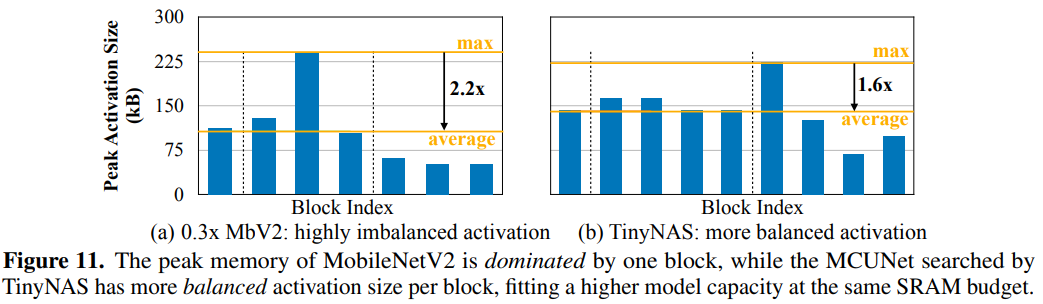 Peak Activation Size
(kB)
300
225
150
75
0
max
2.2x
average
Block Index
(a) 0.3x MbV2: highly imbalanced activation
max
1.6x
average
Block Index
(b) TinyNAS: more balanced activation
Figure 11. The peak memory of MobileNetV2 is dominated by one block, while the MCUNet searched by
TinyNAS has more balanced activation size per block, fitting a higher model capacity at the same SRAM budget.